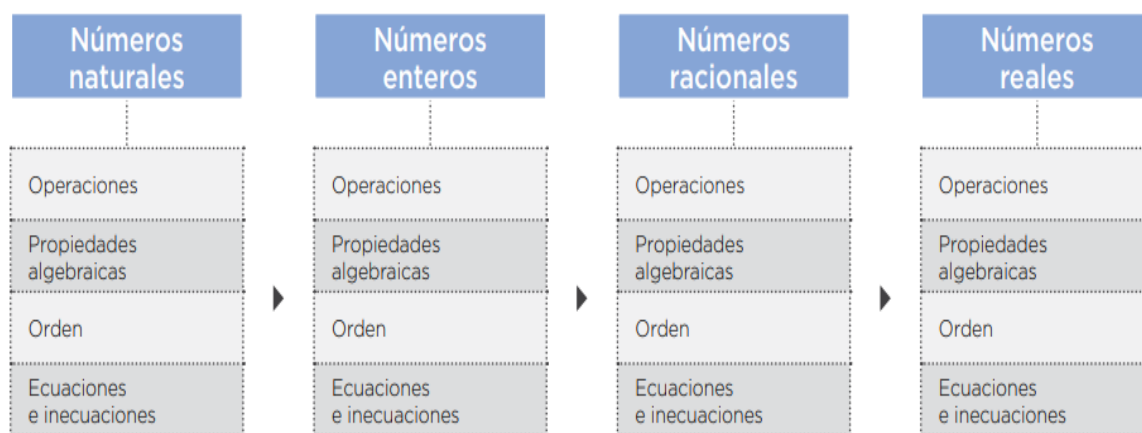 Números
naturales
Operaciones
Propiedades
algebraicas
Orden
Ecuaciones
e inecuaciones
Números
enteros
Operaciones
Propiedades
algebraicas
Orden
Ecuaciones
e inecuaciones
Números
racionales
Operaciones
Propiedades
algebraicas
Orden
Ecuaciones
e inecuaciones
Números
reales
Operaciones
Propiedades
algebraicas
Orden
Ecuaciones
e inecuaciones